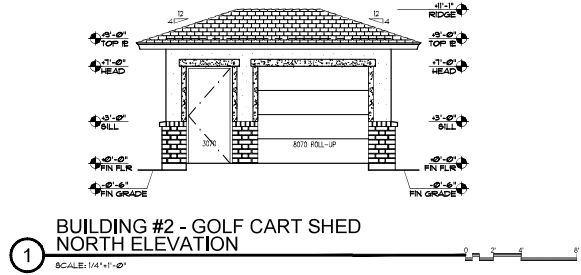 +11'-1"
RIDGE
12
4
12
4
+9'-0"
TOP PL
+9'-0"
TOP PL
+7'-0"
HEAD
+7'-0"
HEAD
+3'-0"
SILL
+3'-0"
SILL
3070
8070 ROLL-UP
+0'-0"
FIN FLR
+0'-0"
FIN FLR
-0'-6"
FIN GRADE
-0'-6"
FIN GRADE
BUILDING #2 - GOLF CART SHED
NORTH ELEVATION
1
SCALE: 1/4"=1'-0"
0 2' 4' 8'